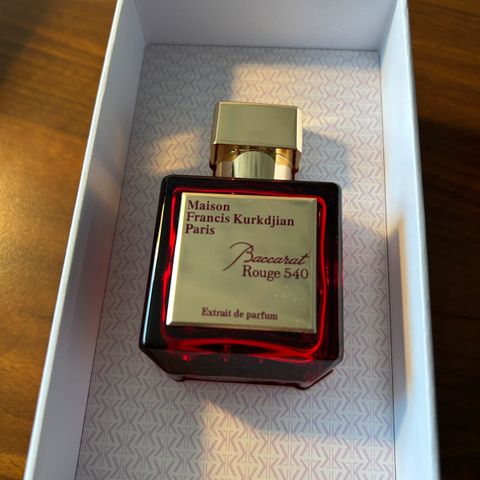 Maison
Francis Kurkdjian
Paris
Baccarat
Rouge 540
Extrait de parfum